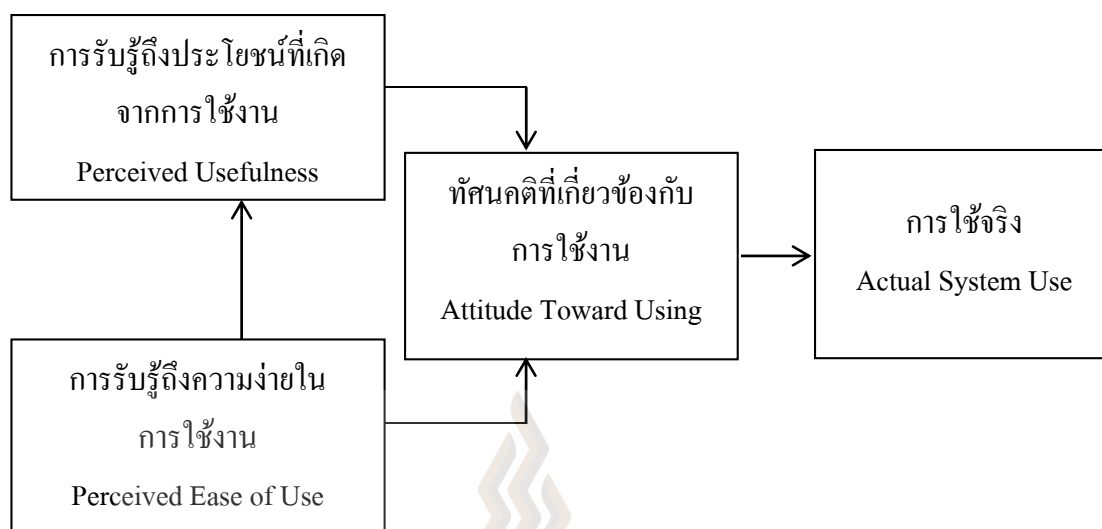 การรับรู้ถึงประโยชน์ที่เกิด
จากการใช้งาน
Perceived Usefulness
ทัศนคติที่เกี่ยวข้องกับ
การใช้งาน
Attitude Toward Using
การใช้จริง
Actual System Use
การรับรู้ถึงความง่ายใน
การใช้งาน
Perceived Ease of Use